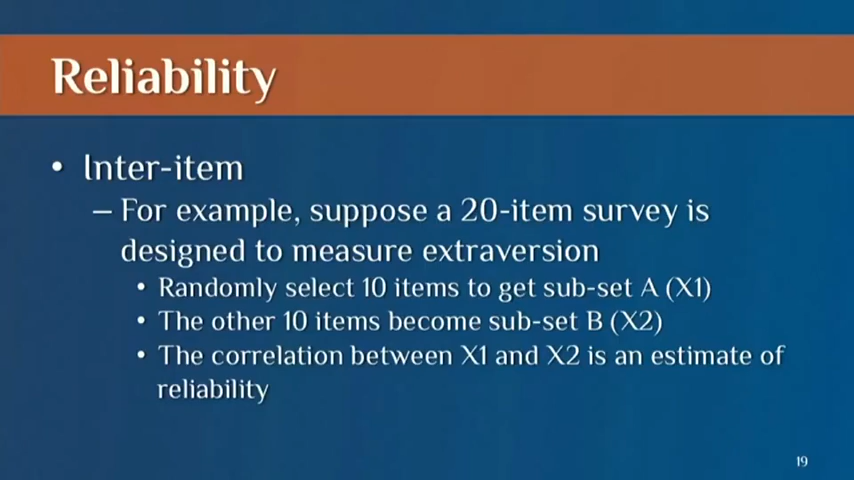 Reliability
• Inter-item
– For example, suppose a 20-item survey is
designed to measure extraversion
• Randomly select 10 items to get sub-set A (X1)
• The other 10 items become sub-set B (X2)
• The correlation between X1 and X2 is an estimate of
reliability
19